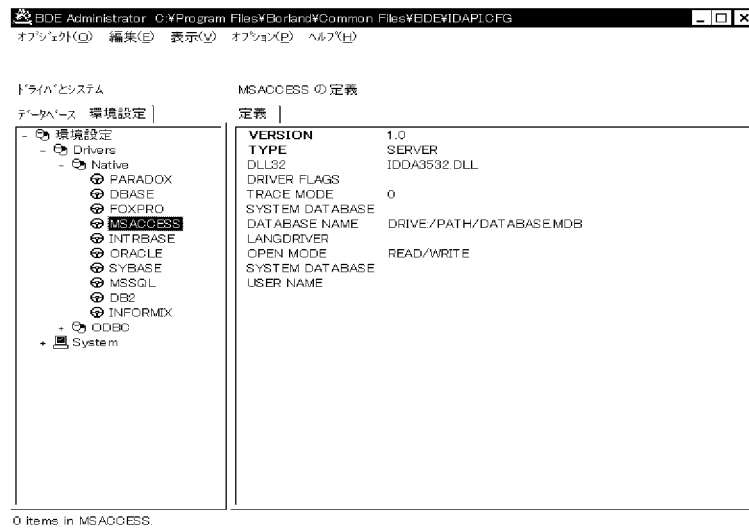 BDE Administrator C:¥Program Files¥Borland¥Common Files¥BDE¥IDAPI.CFG
オブジェクト(O) 編集(E) 表示(V) オプション(P) ヘルプ(H)
ドライバとシステム
MSACCESS の定義
データベース 環境設定
定義
- 環境設定
- Drivers
- Native
PARADOX
DBASE
FOXPRO
MSACCESS
INTRBASE
ORACLE
SYBASE
MSSQL
DB2
INFORMIX
+ ODBC
+ System
VERSION 1.0
TYPE SERVER
DLL32 IDDA3532.DLL
DRIVER FLAGS
TRACE MODE 0
SYSTEM DATABASE
DATABASE NAME DRIVE:/PATH/DATABASE.MDB
LANGDRIVER
OPEN MODE READ/WRITE
SYSTEM DATABASE
USER NAME
0 items in MSACCESS.